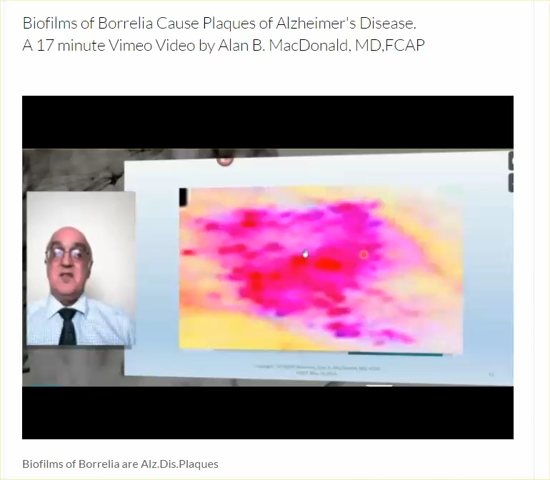 Biofilms of Borrelia Cause Plaques of Alzheimer's Disease.
A 17 minute Vimeo Video by Alan B. MacDonald, MD,FCAP
Biofilms of Borrelia are Alz.Dis.Plaques